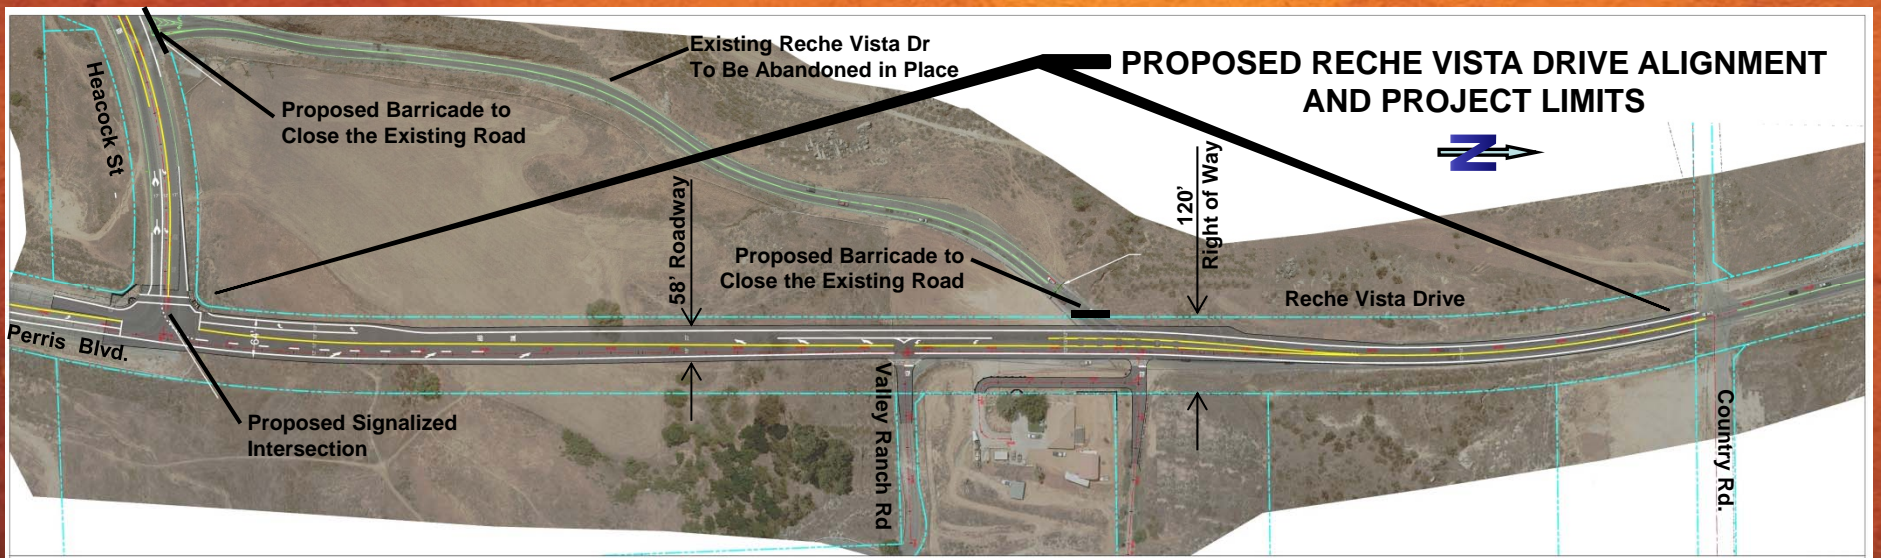 Existing Reche Vista Dr
To Be Abandoned in Place
PROPOSED RECHE VISTA DRIVE ALIGNMENT
AND PROJECT LIMITS
N
Heacock St
Proposed Barricade to
Close the Existing Road
58' Roadway
120'
Right of Way
Proposed Barricade to
Close the Existing Road
Reche Vista Drive
Perris Blvd.
64'
Proposed Signalized
Intersection
Valley Ranch Rd
Country Rd.